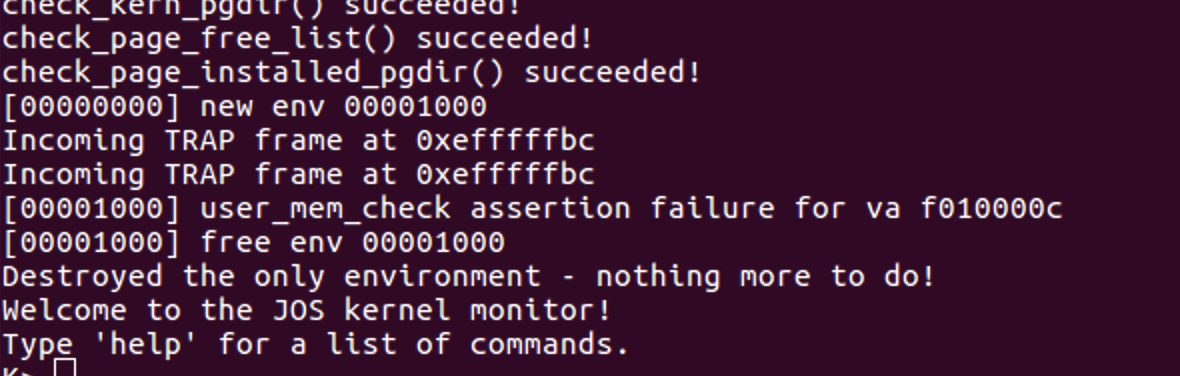 check_kern_pgdir() succeeded!
check_page_free_list() succeeded!
check_page_installed_pgdir() succeeded!
[00000000] new env 00001000
Incoming TRAP frame at 0xefffffbc
Incoming TRAP frame at 0xefffffbc
[00001000] user_mem_check assertion failure for va f010000c
[00001000] free env 00001000
Destroyed the only environment - nothing more to do!
Welcome to the JOS kernel monitor!
Type 'help' for a list of commands.
K>